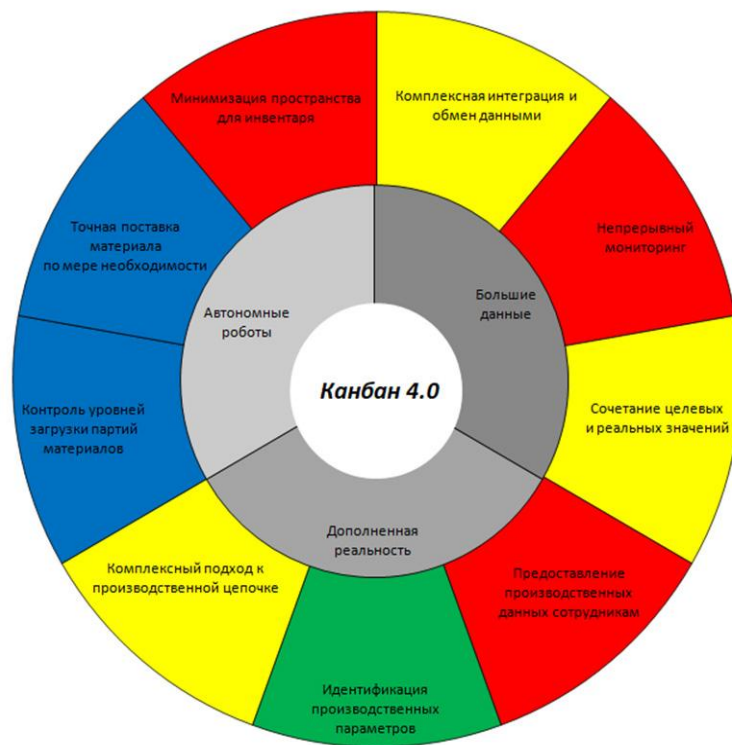 Минимизация пространства
для инвентаря
Комплексная интеграция и
обмен данными
Точная поставка
материала
по мере необходимости
Непрерывный
мониторинг
Автономные
роботы
Большие
данные
Канбан 4.0
Контроль уровней
загрузки партий
материалов
Сочетание целевых
и реальных значений
Дополненная
реальность
Комплексный подход к
производственной цепочке
Предоставление
производственных
данных сотрудникам
Идентификация
производственных
параметров